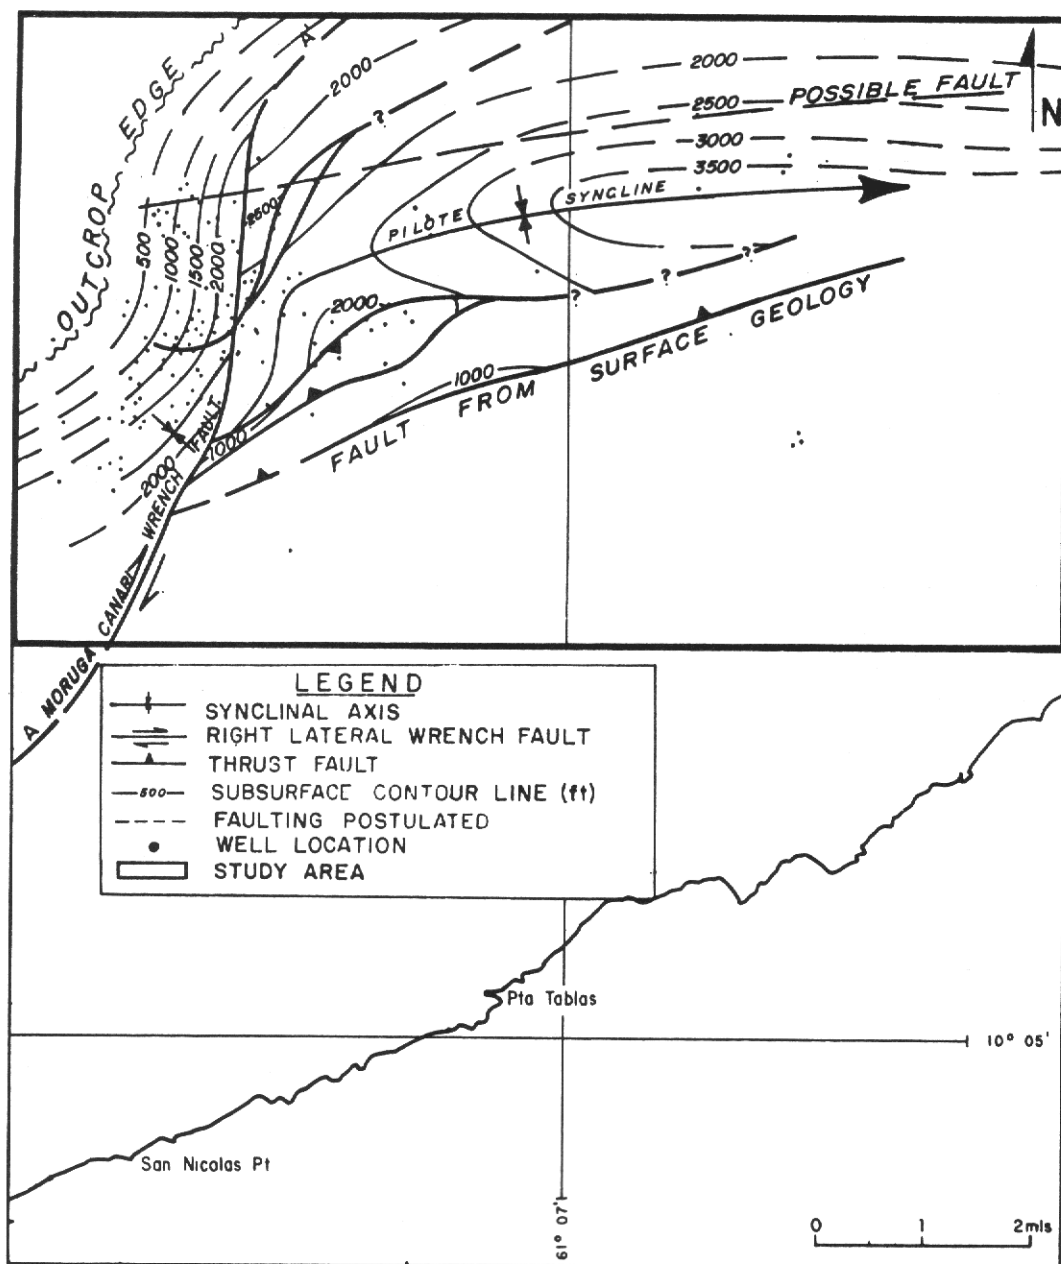 A'
N
2000
2000
POSSIBLE FAULT
2500
3000
3500
OUTCROP EDGE
?
2500
500
1000
1500
2000
PILOTE SYNCLINE
?
?
?
2000
1000
FAULT FROM SURFACE GEOLOGY
1000
2000
A MORUGA CANARI WRENCH FAULT
LEGEND
SYNCLINAL AXIS
RIGHT LATERAL WRENCH FAULT
THRUST FAULT
500 SUBSURFACE CONTOUR LINE (ft)
FAULTING POSTULATED
WELL LOCATION
STUDY AREA
Pta Tablas
10° 05'
San Nicolas Pt
61° 07'
0 1 2mls